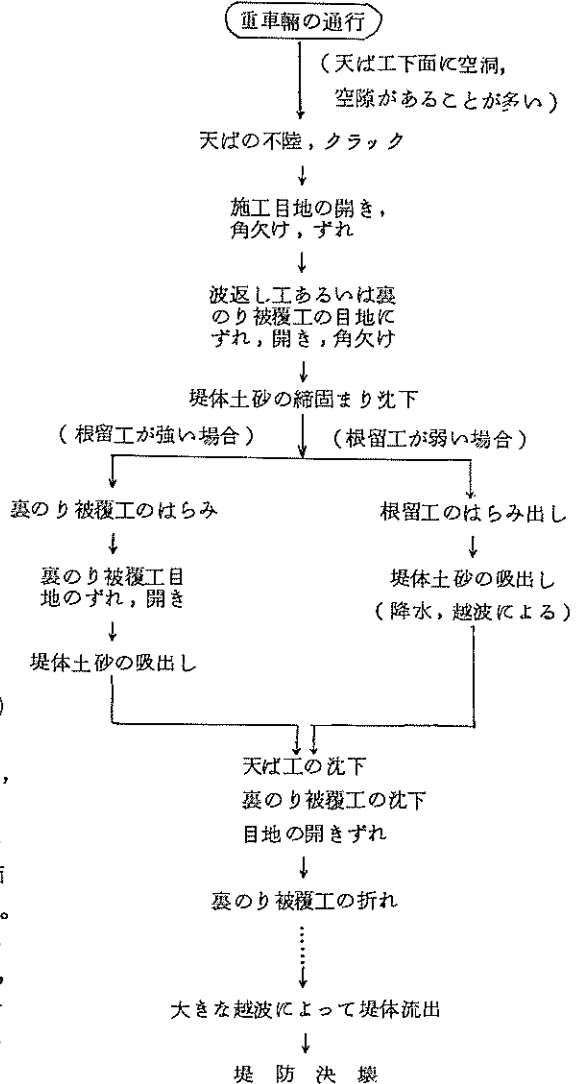 重車輛の通行
(天ば工下面に空洞,
空隙があることが多い)
天ばの不陸,クラック
施工目地の開き,
角欠け,ずれ
波返し工あるいは裏
のり被覆工の目地に
ずれ,開き,角欠け
堤体土砂の締固まり沈下
(根留工が強い場合)
(根留工が弱い場合)
裏のり被覆工のはらみ
裏のり被覆工目
地のずれ,開き
堤体土砂の吸出し
根留工のはらみ出し
堤体土砂の吸出し
(降水,越波による)
天ば工の沈下
裏のり被覆工の沈下
目地の開きずれ
裏のり被覆工の折れ
大きな越波によって堤体流出
堤防決壊